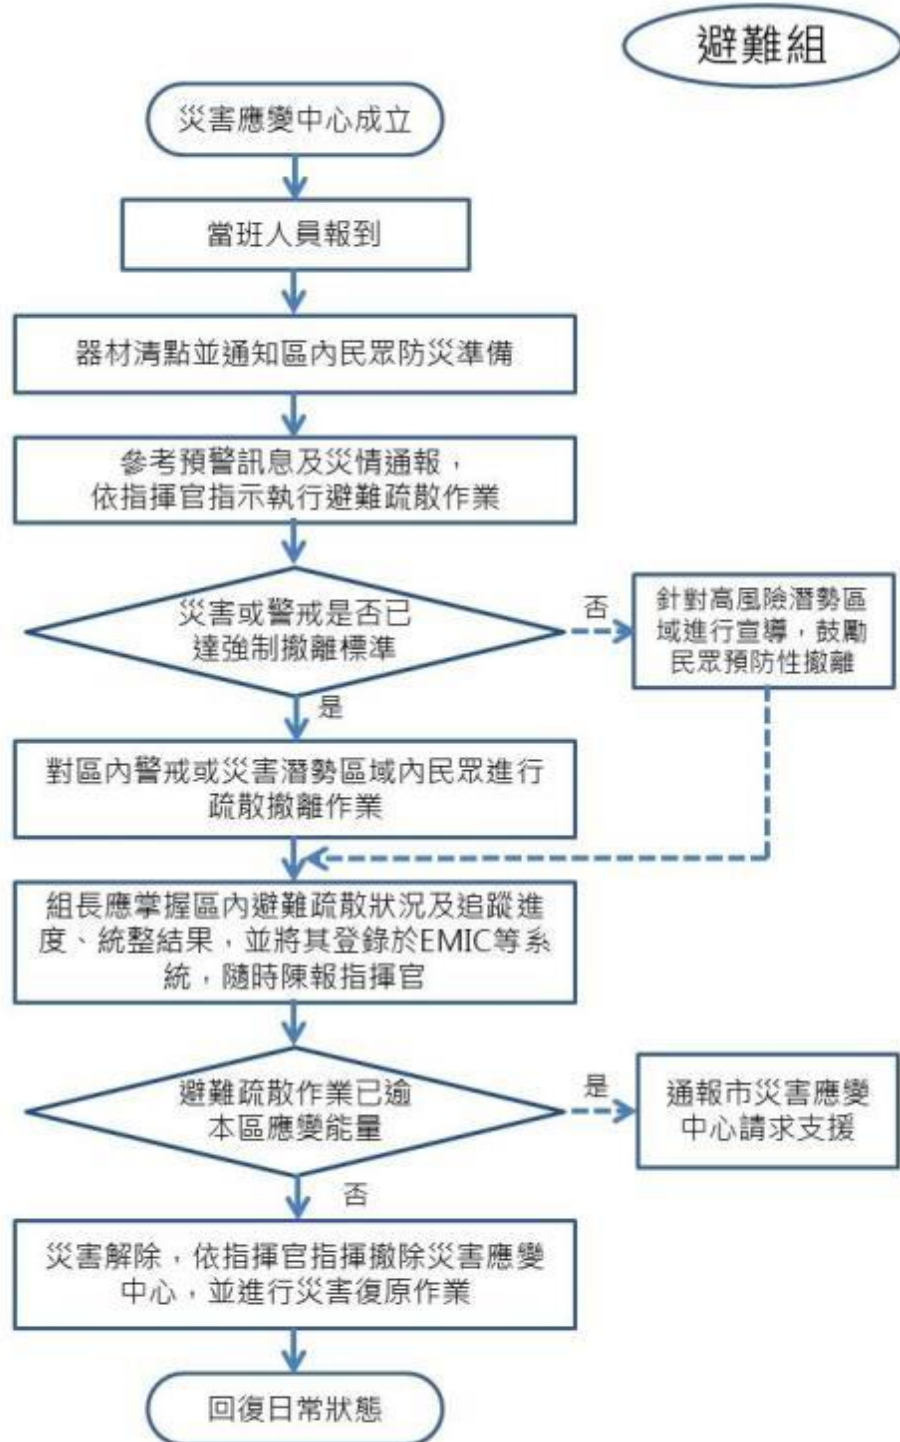 避難組
災害應變中心成立
當班人員報到
器材清點並通知區內民眾防災準備
參考預警訊息及災情通報，
依指揮官指示執行避難疏散作業
災害或警戒是否已
達強制撤離標準
否
針對高風險潛勢區
域進行宣導，鼓勵
民眾預防性撤離
是
對區內警戒或災害潛勢區域內民眾進行
疏散撤離作業
組長應掌握區內避難疏散狀況及追蹤進
度、統整結果，並將其登錄於EMIC等系
統，隨時陳報指揮官
避難疏散作業已逾
本區應變能量
是
通報市災害應變
中心請求支援
否
災害解除，依指揮官指揮撤除災害應變
中心，並進行災害復原作業
回復日常狀態